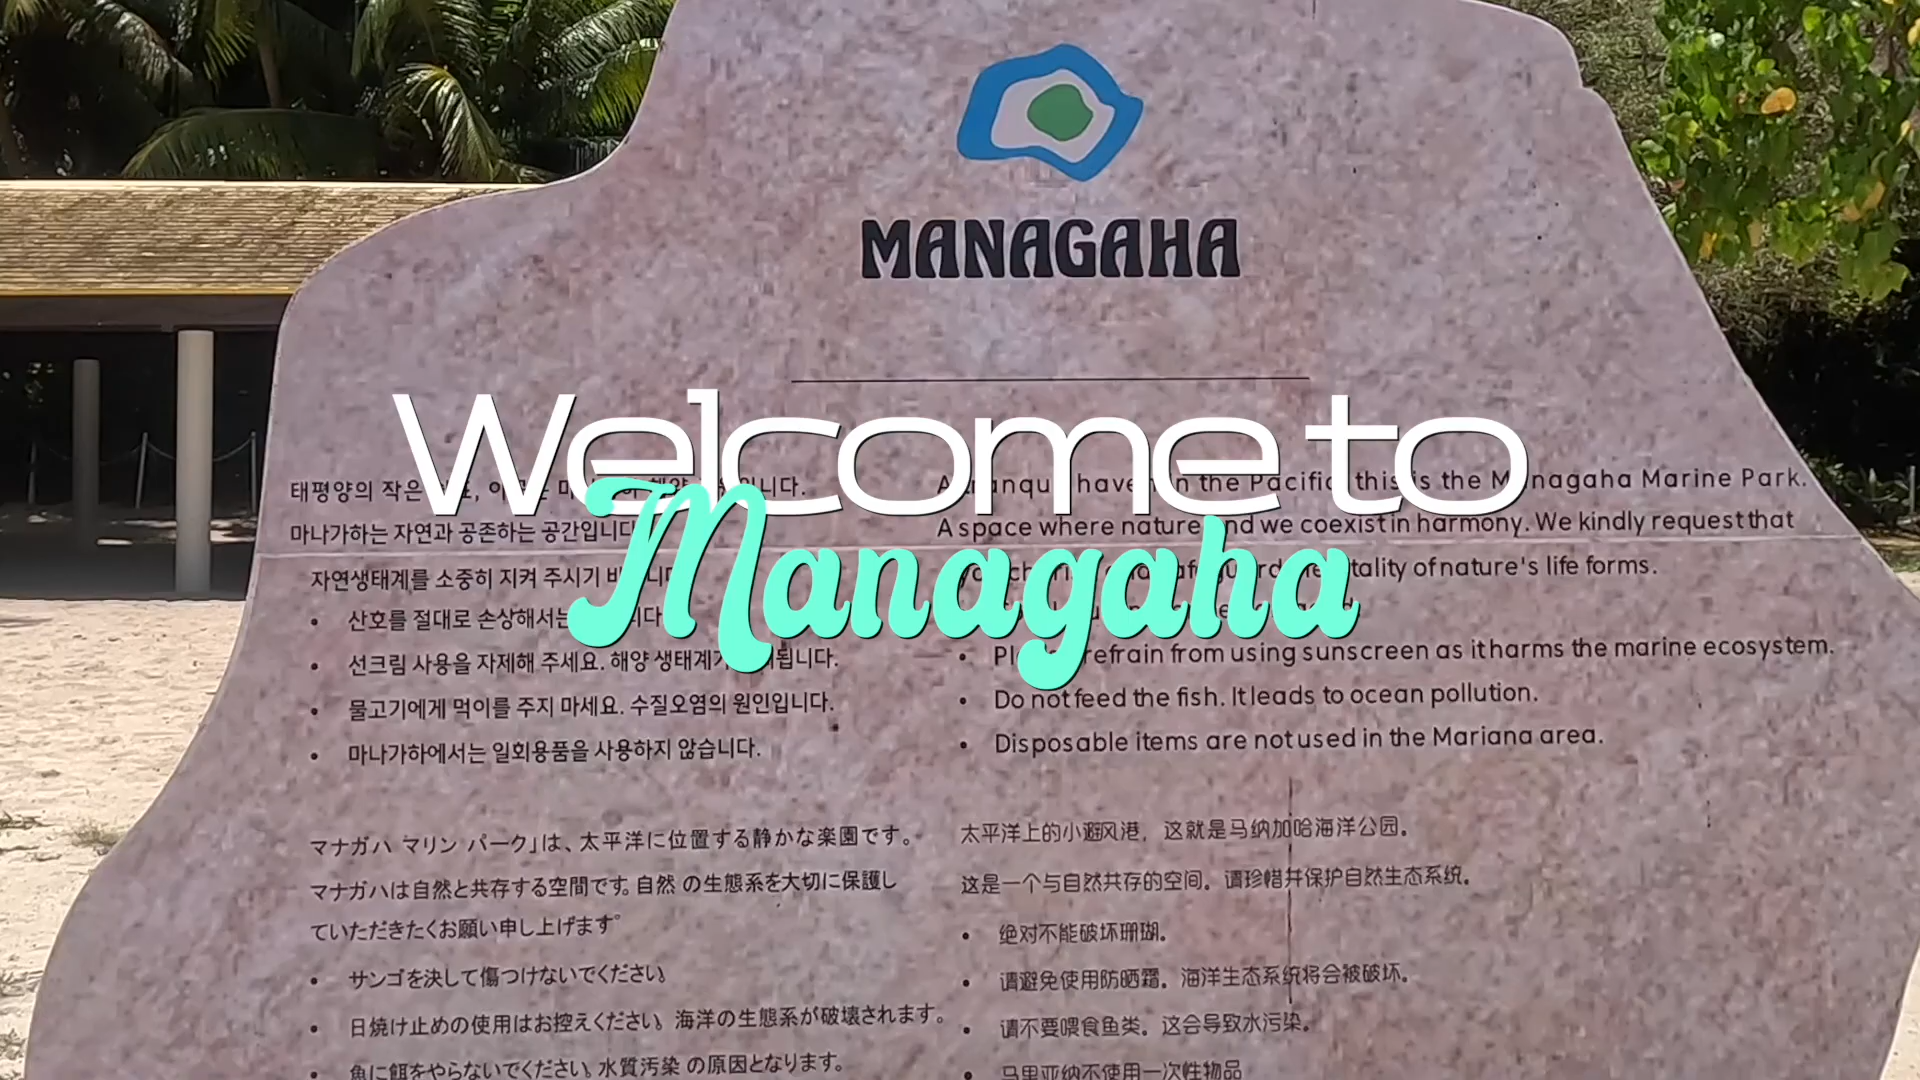 MANAGAHA
Welcome to
Managaha
태평양의 작은
마나가하는 자연과 공존하는 공간입니다
자연생태계를 소중히 지켜 주시기
• 산호를 절대로 손상해서는
• 선크림 사용을 자제해 주세요. 해양 생태계가
• 물고기에게 먹이를 주지 마세요. 수질오염의 원인입니다.
• 마나가하에서는 일회용품을 사용하지 않습니다.
in the Pacific this is the Managaha Marine Park.
A space where nature and we coexist in harmony. We kindly request that
of nature's life forms.
• refrain from using sunscreen as it harms the marine ecosystem.
• Do not feed the fish. It leads to ocean pollution.
• Disposable items are not used in the Mariana area.
マナガハ マリン パーク」は、太平洋に位置する静かな楽園です。
マナガハは自然と共存する空間です。自然 の生態系を大切に保護し
ていただきたくお願い申し上げます。
• サンゴを決して傷つけないでください。
• 日焼け止めの使用はお控えください。海洋の生態系が破壊されます。
• 魚に餌をやらないでください。水質汚染 の原因となります。
太平洋上的小避风港，这就是马纳加哈海洋公园。
这是一个与自然共存的空间。请珍惜并保护自然生态系统。
• 绝对不能破坏珊瑚。
• 请避免使用防晒霜。海洋生态系统将会被破坏。
• 请不要喂食鱼类。这会导致水污染。
• 马里亚纳不使用一次性物品